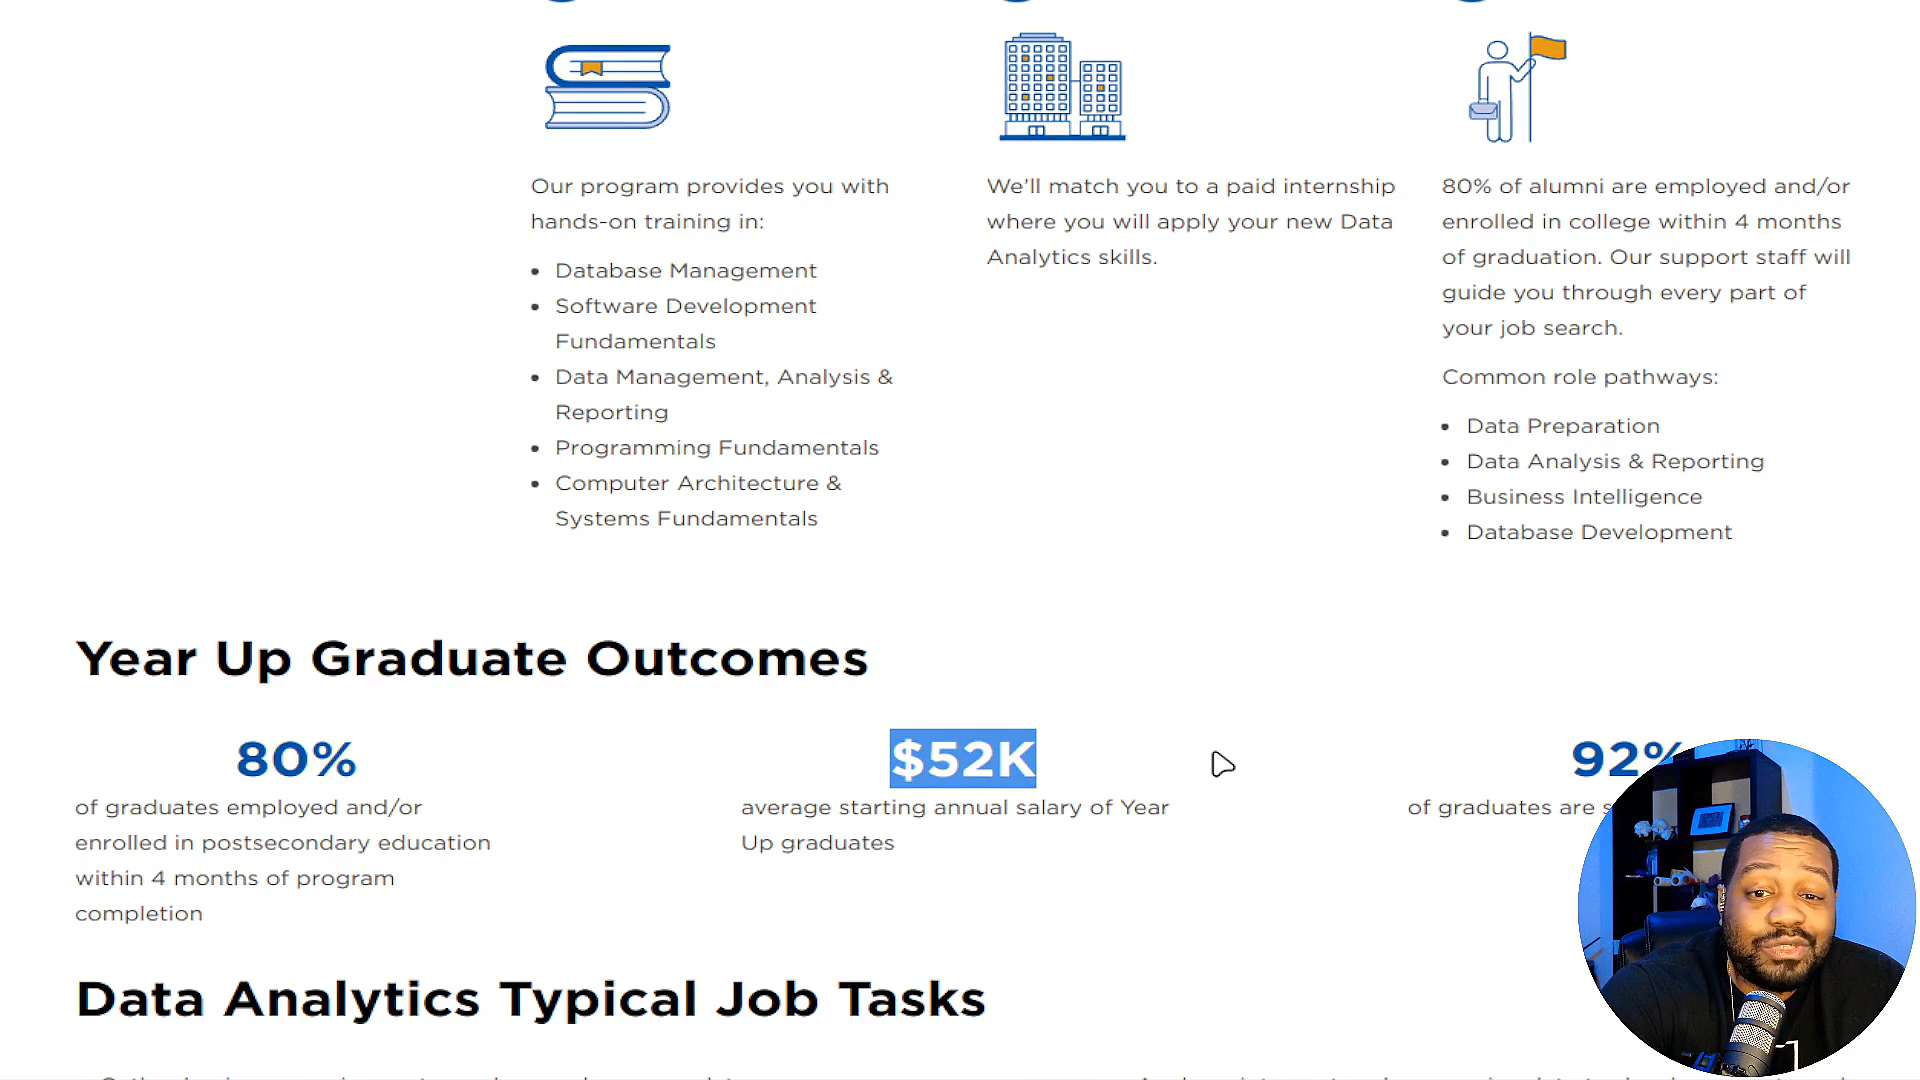 Our program provides you with
hands-on training in:
Database Management
Software Development
Fundamentals
Data Management, Analysis &
Reporting
Programming Fundamentals
Computer Architecture &
Systems Fundamentals
We’ll match you to a paid internship
where you will apply your new Data
Analytics skills.
80% of alumni are employed and/or
enrolled in college within 4 months
of graduation. Our support staff will
guide you through every part of
your job search.
Common role pathways:
Data Preparation
Data Analysis & Reporting
Business Intelligence
Database Development
Year Up Graduate Outcomes
80%
of graduates employed and/or
enrolled in postsecondary education
within 4 months of program
completion
$52K
average starting annual salary of Year
Up graduates
92%
of graduates are
Data Analytics Typical Job Tasks